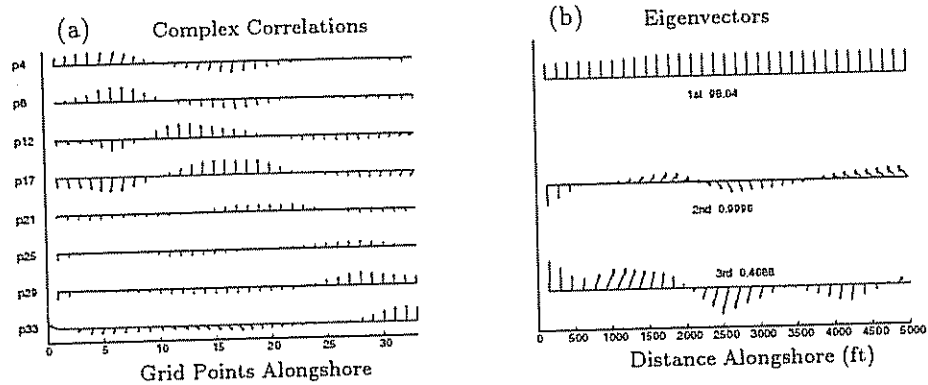 (a) Complex Correlations
p4
p8
p12
p17
p21
p25
p29
p33
0 5 10 15 20 25 30
Grid Points Alongshore
(b) Eigenvectors
1st 98.04
2nd 0.9996
3rd 0.4088
0 500 1000 1500 2000 2500 3000 3500 4000 4500 5000
Distance Alongshore (ft)